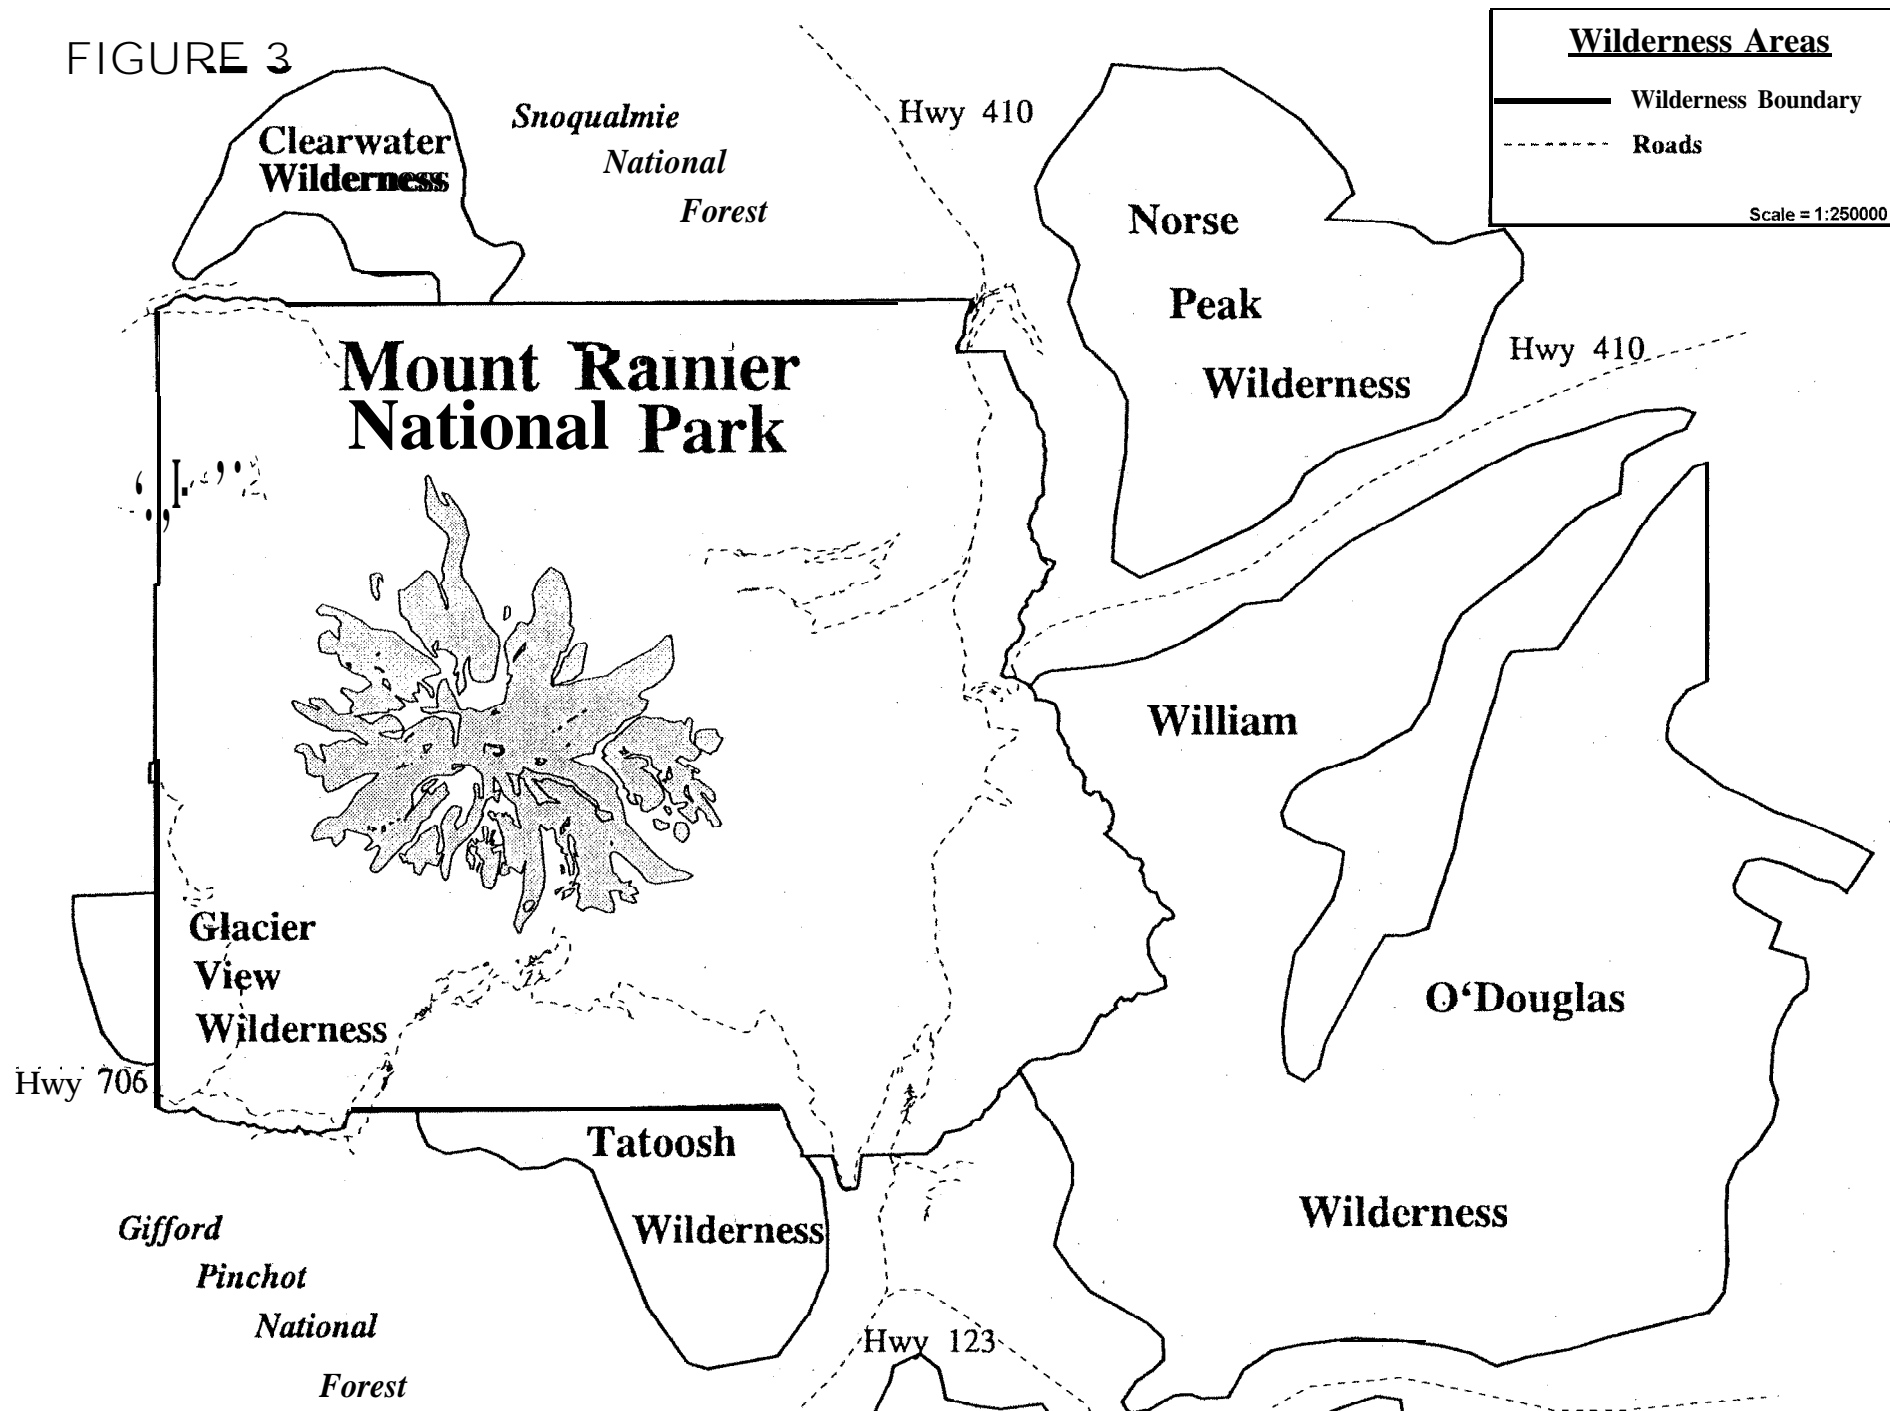 FIGURE 3
Wilderness Areas
Wilderness Boundary
Roads
Scale = 1:250000
Clearwater
Wilderness
Snoqualmie
National
Forest
Hwy 410
Norse
Peak
Wilderness
Hwy 410
Mount Rainier
National Park
William
O‘Douglas
Wilderness
Glacier
View
Wilderness
Hwy 706
Tatoosh
Wilderness
Gifford
Pinchot
National
Forest
Hwy 123